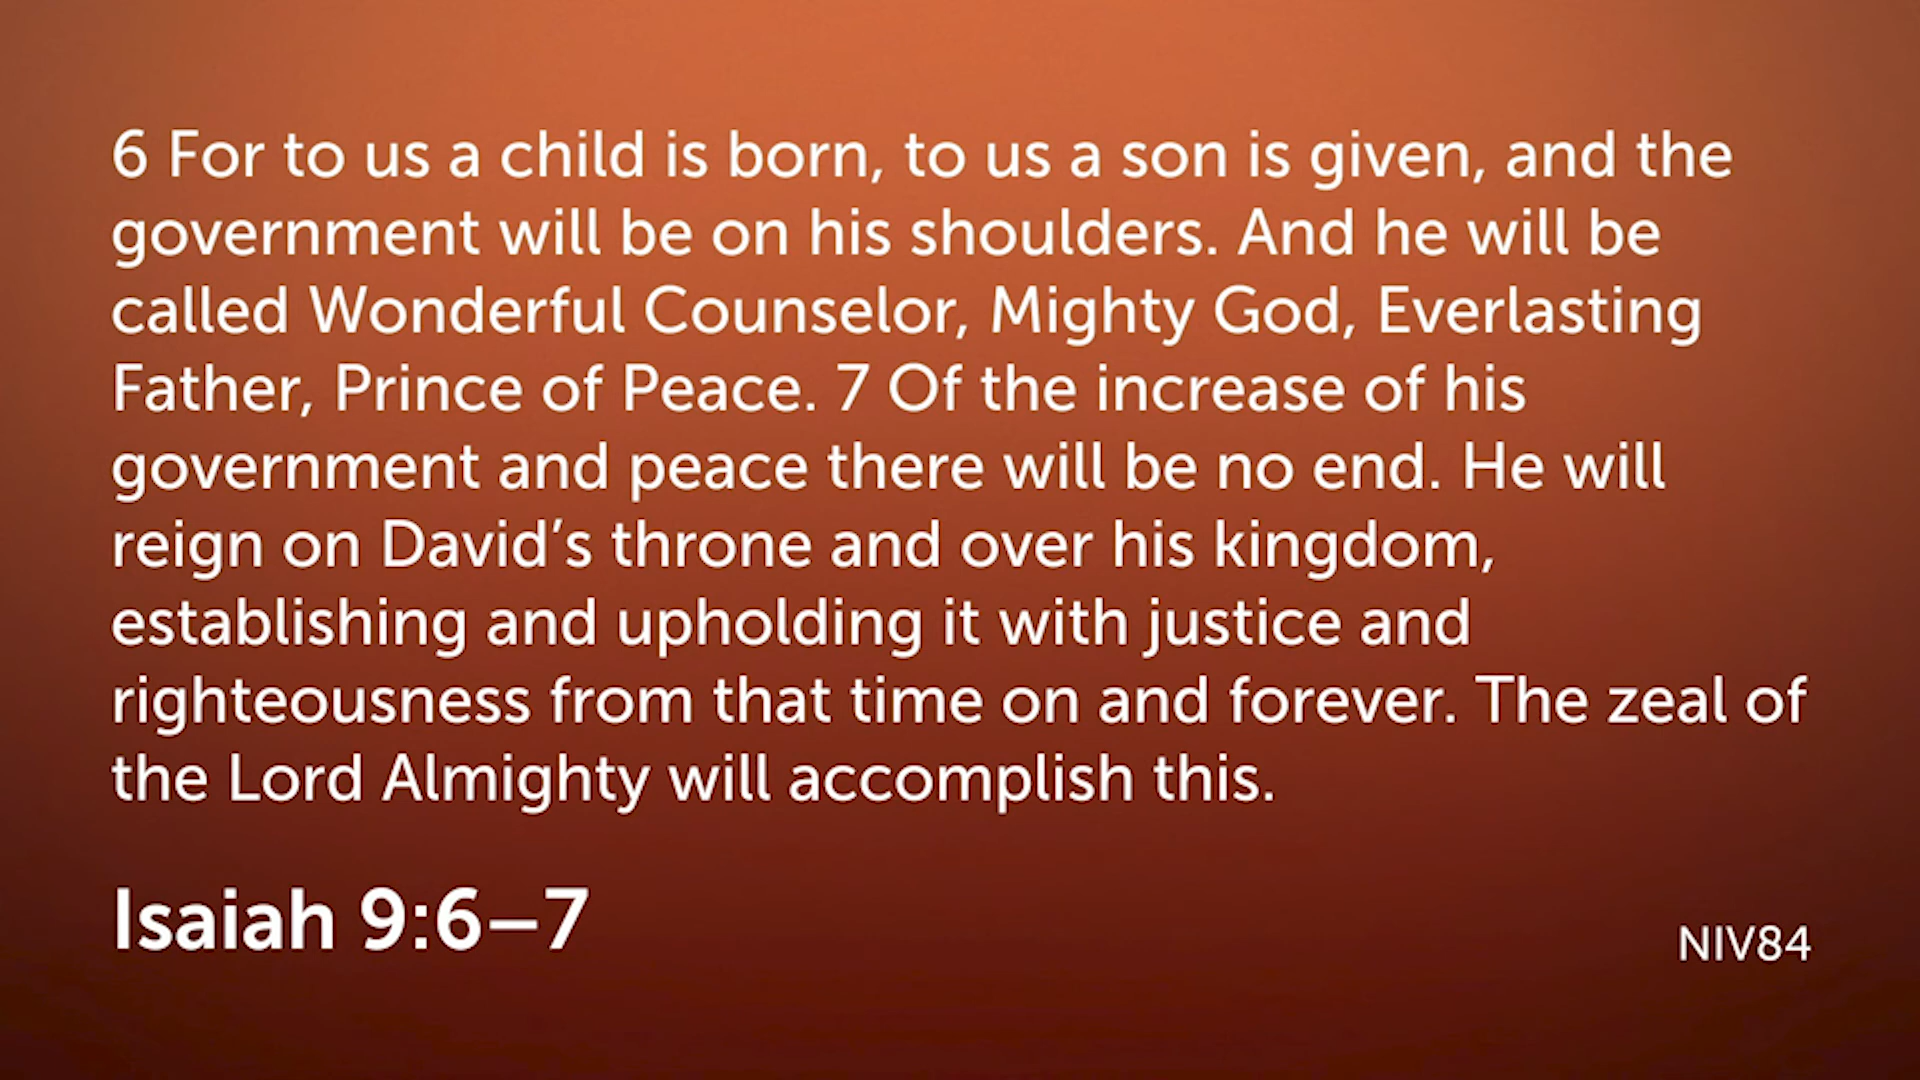 6 For to us a child is born, to us a son is given, and the
government will be on his shoulders. And he will be
called Wonderful Counselor, Mighty God, Everlasting
Father, Prince of Peace. 7 Of the increase of his
government and peace there will be no end. He will
reign on David’s throne and over his kingdom,
establishing and upholding it with justice and
righteousness from that time on and forever. The zeal of
the Lord Almighty will accomplish this.
Isaiah 9:6–7
NIV84